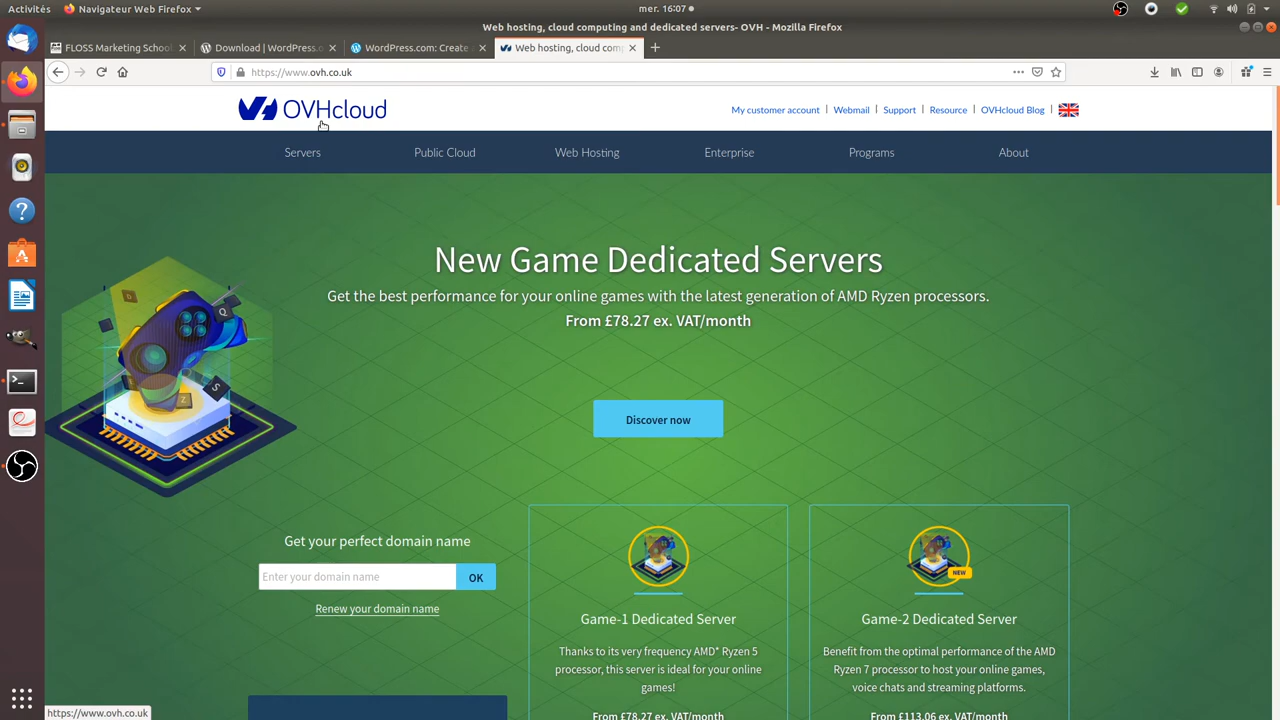 Activités
Navigateur Web Firefox
mer. 16:07
Web hosting, cloud computing and dedicated servers- OVH - Mozilla Firefox
FLOSS Marketing School
Download | WordPress.o
WordPress.com: Create
Web hosting, cloud comp
https://www.ovh.co.uk
OVHcloud
My customer account
Webmail
Support
Resource
OVHcloud Blog
Servers
Public Cloud
Web Hosting
Enterprise
Programs
About
New Game Dedicated Servers
Get the best performance for your online games with the latest generation of AMD Ryzen processors.
From £78.27 ex. VAT/month
Discover now
D
Q
S
Z
Get your perfect domain name
Enter your domain name
OK
Renew your domain name
Game-1 Dedicated Server
Thanks to its very frequency AMD* Ryzen 5
processor, this server is ideal for your online
games!
From £78.27 ex. VAT/month
NEW
Game-2 Dedicated Server
Benefit from the optimal performance of the AMD
Ryzen 7 processor to host your online games,
voice chats and streaming platforms.
From £113.06 ex. VAT/month
https://www.ovh.co.uk